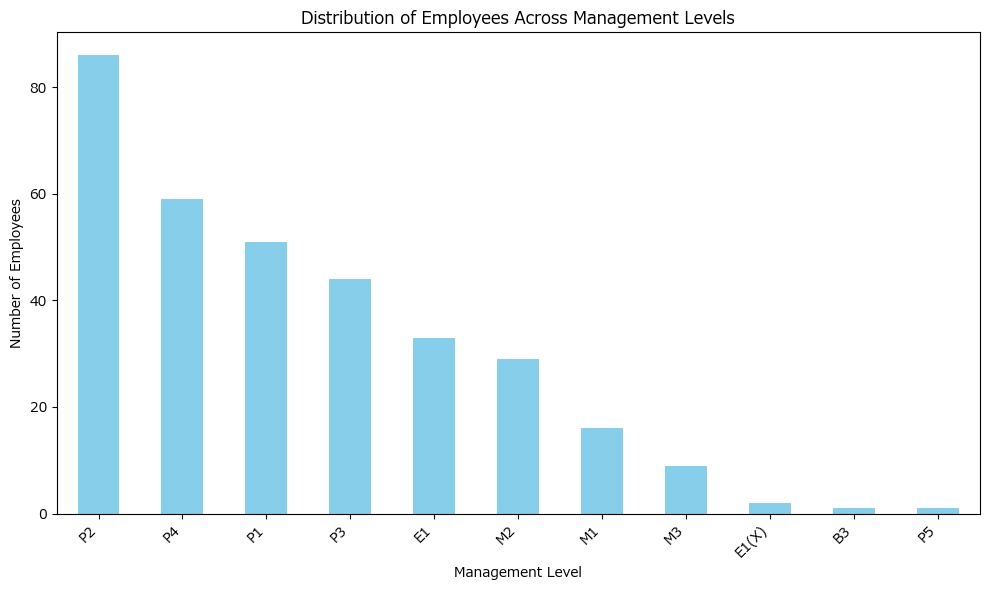 Distribution of Employees Across Management Levels
Number of Employees
80
60
40
20
0
P2 P4 P1 P3 E1 M2 M1 M3 E1(X) B3 P5
Management Level